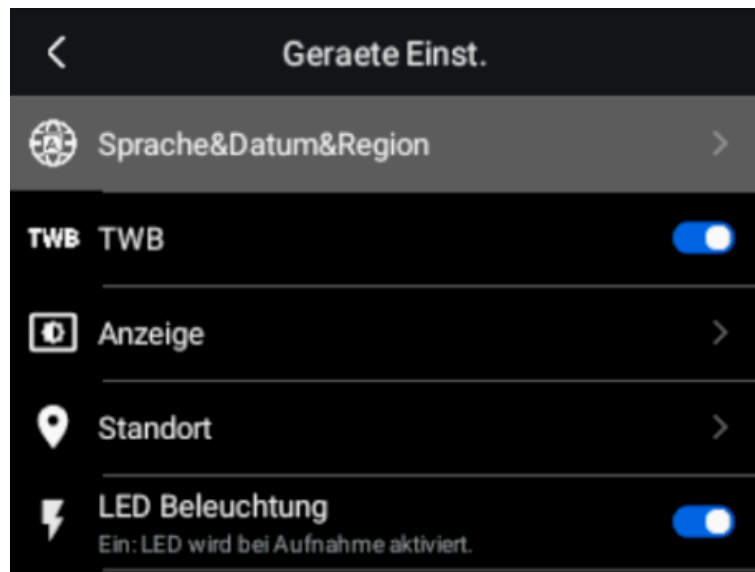 Geraete Einst.
Sprache&Datum&Region
TWB TWB
Anzeige
Standort
LED Beleuchtung
Ein: LED wird bei Aufnahme aktiviert.